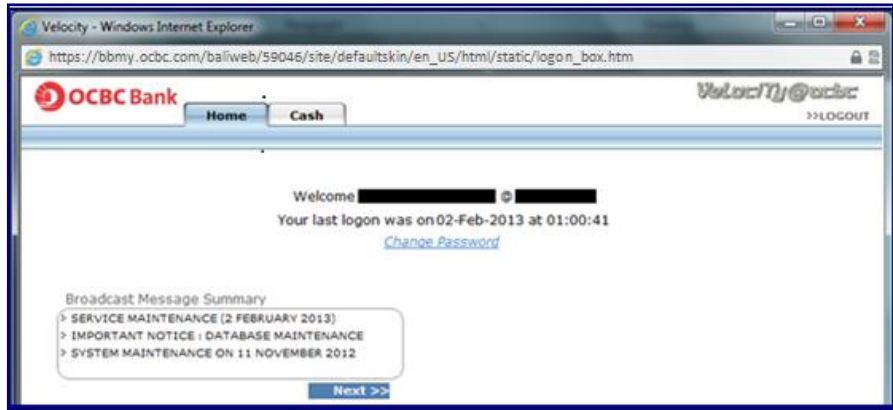 Velocity - Windows Internet Explorer
https://bbmy.ocbc.com/baliweb/59046/site/defaultskin/en_US/html/static/logon_box.htm
OCBC Bank
Velocity@ocbc
Home Cash
>>LOGOUT
Welcome @
Your last logon was on 02-Feb-2013 at 01:00:41
Change Password
Broadcast Message Summary
> SERVICE MAINTENANCE (2 FEBRUARY 2013)
> IMPORTANT NOTICE : DATABASE MAINTENANCE
> SYSTEM MAINTENANCE ON 11 NOVEMBER 2012
Next >>